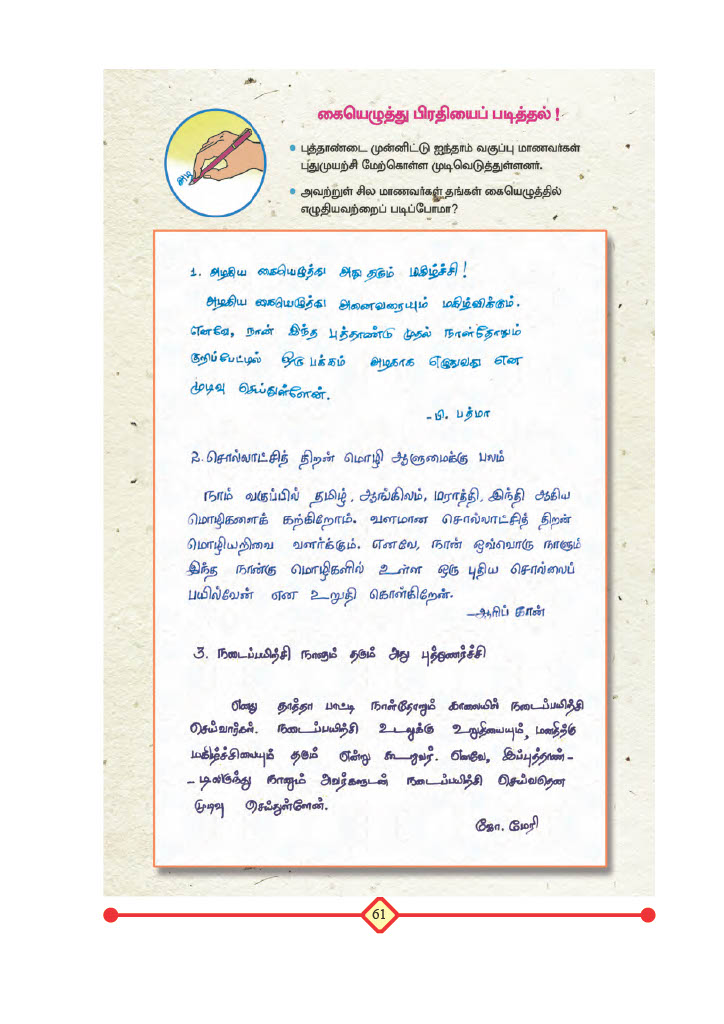 கையெழுத்து பிரதியைப் படித்தல் !
• புத்தாண்டை முன்னிட்டு ஐந்தாம் வகுப்பு மாணவர்கள்
புதுமுயற்சி மேற்கொள்ள முடிவெடுத்துள்ளனர்.
• அவற்றுள் சில மாணவர்கள் தங்கள் கையெழுத்தில்
எழுதியவற்றைப் படிப்போமா?
அ டி
1. அழகிய கையெழுத்து அது தரும் மகிழ்ச்சி !
அழகிய கையெழுத்து அனைவரையும் மகிழ்விக்கும்.
எனவே, நான் இந்த புத்தாண்டு முதல் நாள்தோறும்
குறிப்பேட்டில் ஒரு பக்கம் அழகாக எழுதுவது என
முடிவு செய்துள்ளேன்.
- பி. பத்மா
2. சொல்லாட்சித் திறன் மொழி ஆளுமைக்கு பலம்
நாம் வகுப்பில் தமிழ், ஆங்கிலம், மராத்தி, இந்தி ஆகிய
மொழிகளைக் கற்கிறோம். வளமான சொல்லாட்சித் திறன்
மொழியறிவை வளர்க்கும். எனவே, நான் ஒவ்வொரு நாளும்
இந்த நான்கு மொழிகளில் உள்ள ஒரு புதிய சொல்லைப்
பயில்வேன் என உறுதி கொள்கிறேன்.
- ஆரிப் கான்
3. நடைப்பயிற்சி நாளும் தரும் அது புத்துணர்ச்சி
எனது தாத்தா பாட்டி நாள்தோறும் காலையில் நடைப்பயிற்சி
செய்வார்கள். நடைப்பயிற்சி உடலுக்கு உறுதியையும், மனதிற்கு
மகிழ்ச்சியையும் தரும் என்று கூறுவர். எனவே, இப்புத்தாண் -
- டிலிருந்து நானும் அவர்களுடன் நடைப்பயிற்சி செய்வதென
முடிவு செய்துள்ளேன்.
ஜோ. மேரி
61